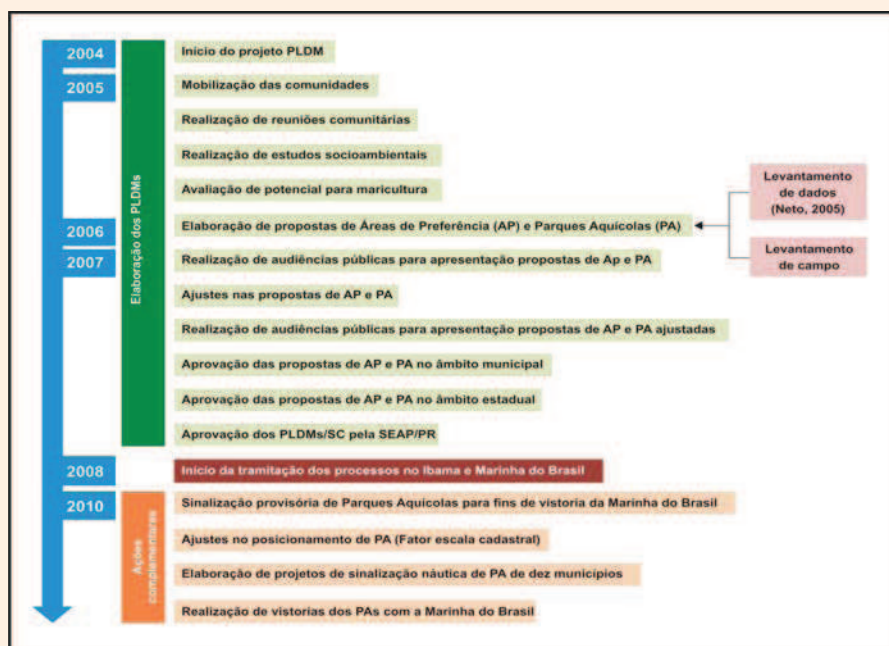 2004
Início do projeto PLDM
2005
Mobilização das comunidades
Realização de reuniões comunitárias
Realização de estudos socioambientais
Avaliação de potencial para maricultura
2006
Elaboração de propostas de Áreas de Preferência (AP) e Parques Aquícolas (PA)
Levantamento
de dados
(Neto, 2005)
Levantamento
de campo
2007
Realização de audiências públicas para apresentação propostas de Ap e PA
Ajustes nas propostas de AP e PA
Realização de audiências públicas para apresentação propostas de AP e PA ajustadas
Aprovação das propostas de AP e PA no âmbito municipal
Aprovação das propostas de AP e PA no âmbito estadual
Aprovação dos PLDMs/SC pela SEAP/PR
Elaboração dos PLDMs
2008
Início da tramitação dos processos no Ibama e Marinha do Brasil
2010
Sinalização provisória de Parques Aquícolas para fins de vistoria da Marinha do Brasil
Ajustes no posicionamento de PA (Fator escala cadastral)
Elaboração de projetos de sinalização náutica de PA de dez municípios
Realização de vistorias dos PAs com a Marinha do Brasil
Ações
complementares